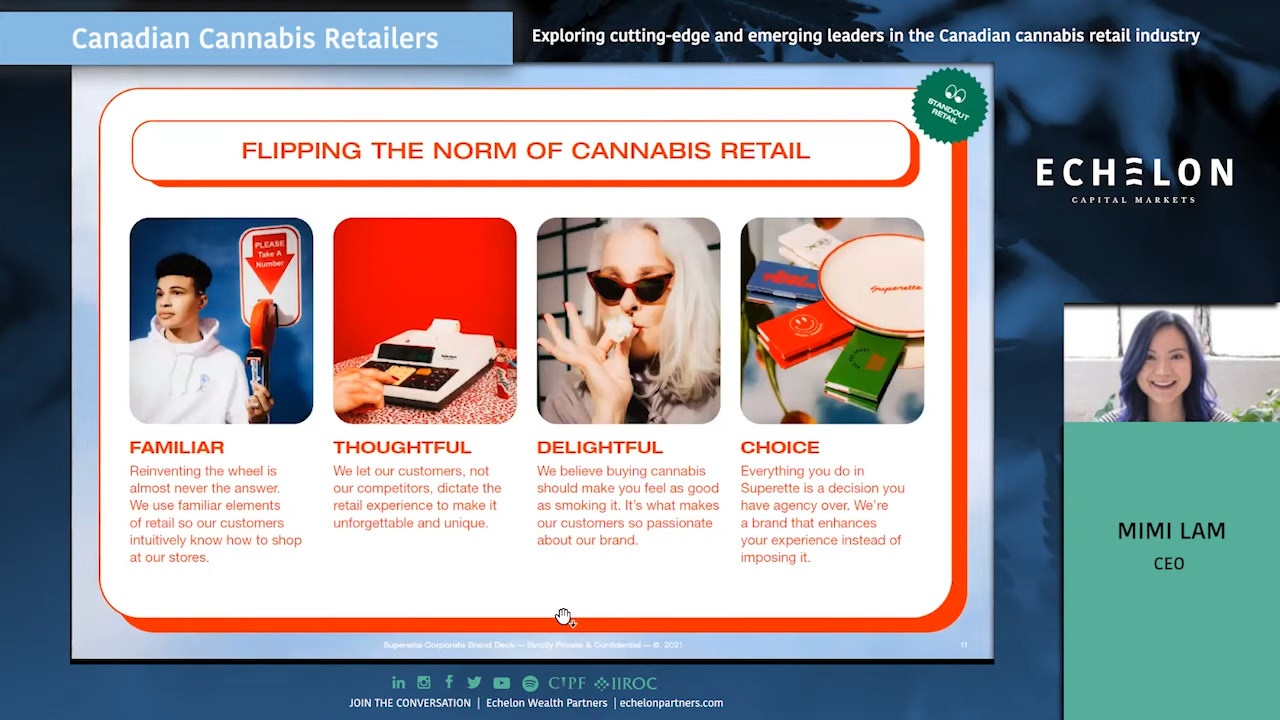 Canadian Cannabis Retailers
Exploring cutting-edge and emerging leaders in the Canadian cannabis retail industry
STANDOUT
RETAIL
FLIPPING THE NORM OF CANNABIS RETAIL
ECHELON
CAPITAL MARKETS
PLEASE
Take A
Number
Superette
FAMILIAR
Reinventing the wheel is
almost never the answer.
We use familiar elements
of retail so our customers
intuitively know how to shop
at our stores.
THOUGHTFUL
We let our customers, not
our competitors, dictate the
retail experience to make it
unforgettable and unique.
DELIGHTFUL
We believe buying cannabis
should make you feel as good
as smoking it. It’s what makes
our customers so passionate
about our brand.
CHOICE
Everything you do in
Superette is a decision you
have agency over. We’re
a brand that enhances
your experience instead of
imposing it.
MIMI LAM
CEO
Superette Corporate Brand Deck — Strictly Private & Confidential — ©. 2021
11
CIPF IIROC
JOIN THE CONVERSATION | Echelon Wealth Partners | echelonpartners.com